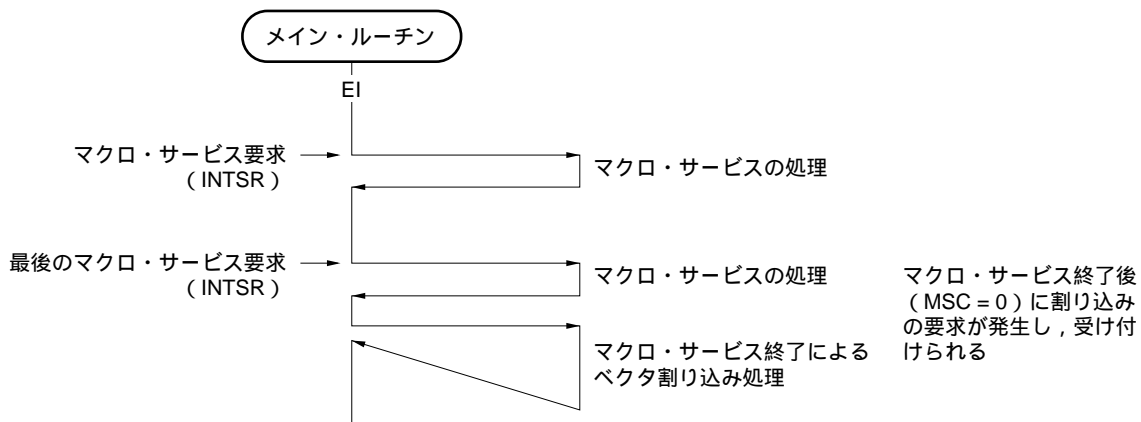 メイン・ルーチン
EI
マクロ・サービス要求
（INTSR）
マクロ・サービスの処理
最後のマクロ・サービス要求
（INTSR）
マクロ・サービスの処理
マクロ・サービス終了後
（MSC = 0）に割り込み
の要求が発生し，受け付
けられる
マクロ・サービス終了による
ベクタ割り込み処理